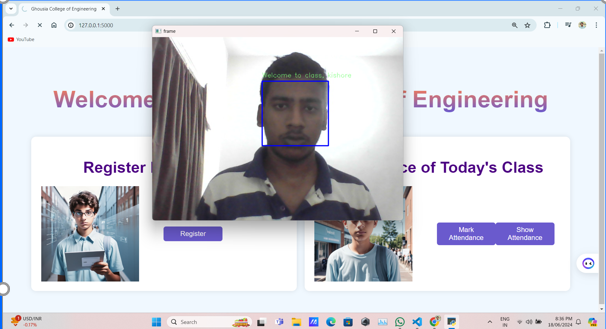 Ghousia College of Engineering
127.0.0.1:5000
YouTube
frame
Welcome to class,
Welcome
of Engineering
Register
ce of Today's Class
Register
Mark
Attendance
Show
Attendance
USD/INR
-0.17%
Search
ENG
IN
8:36 PM
18/06/2024